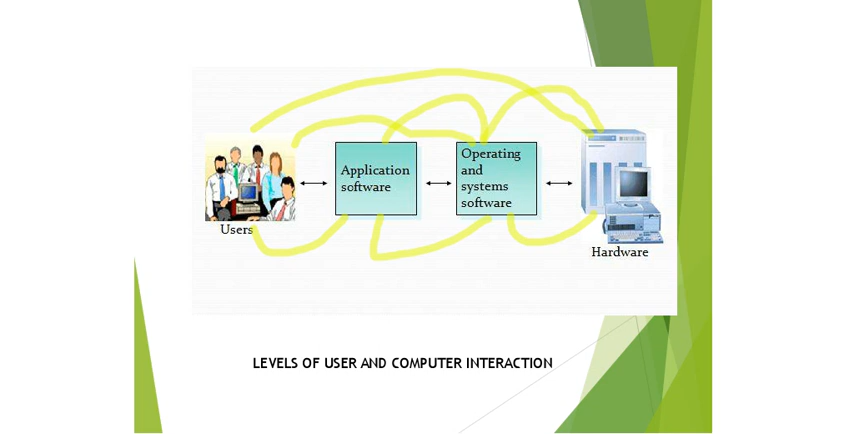 Application
software
Operating
and
systems
software
Users
Hardware
LEVELS OF USER AND COMPUTER INTERACTION